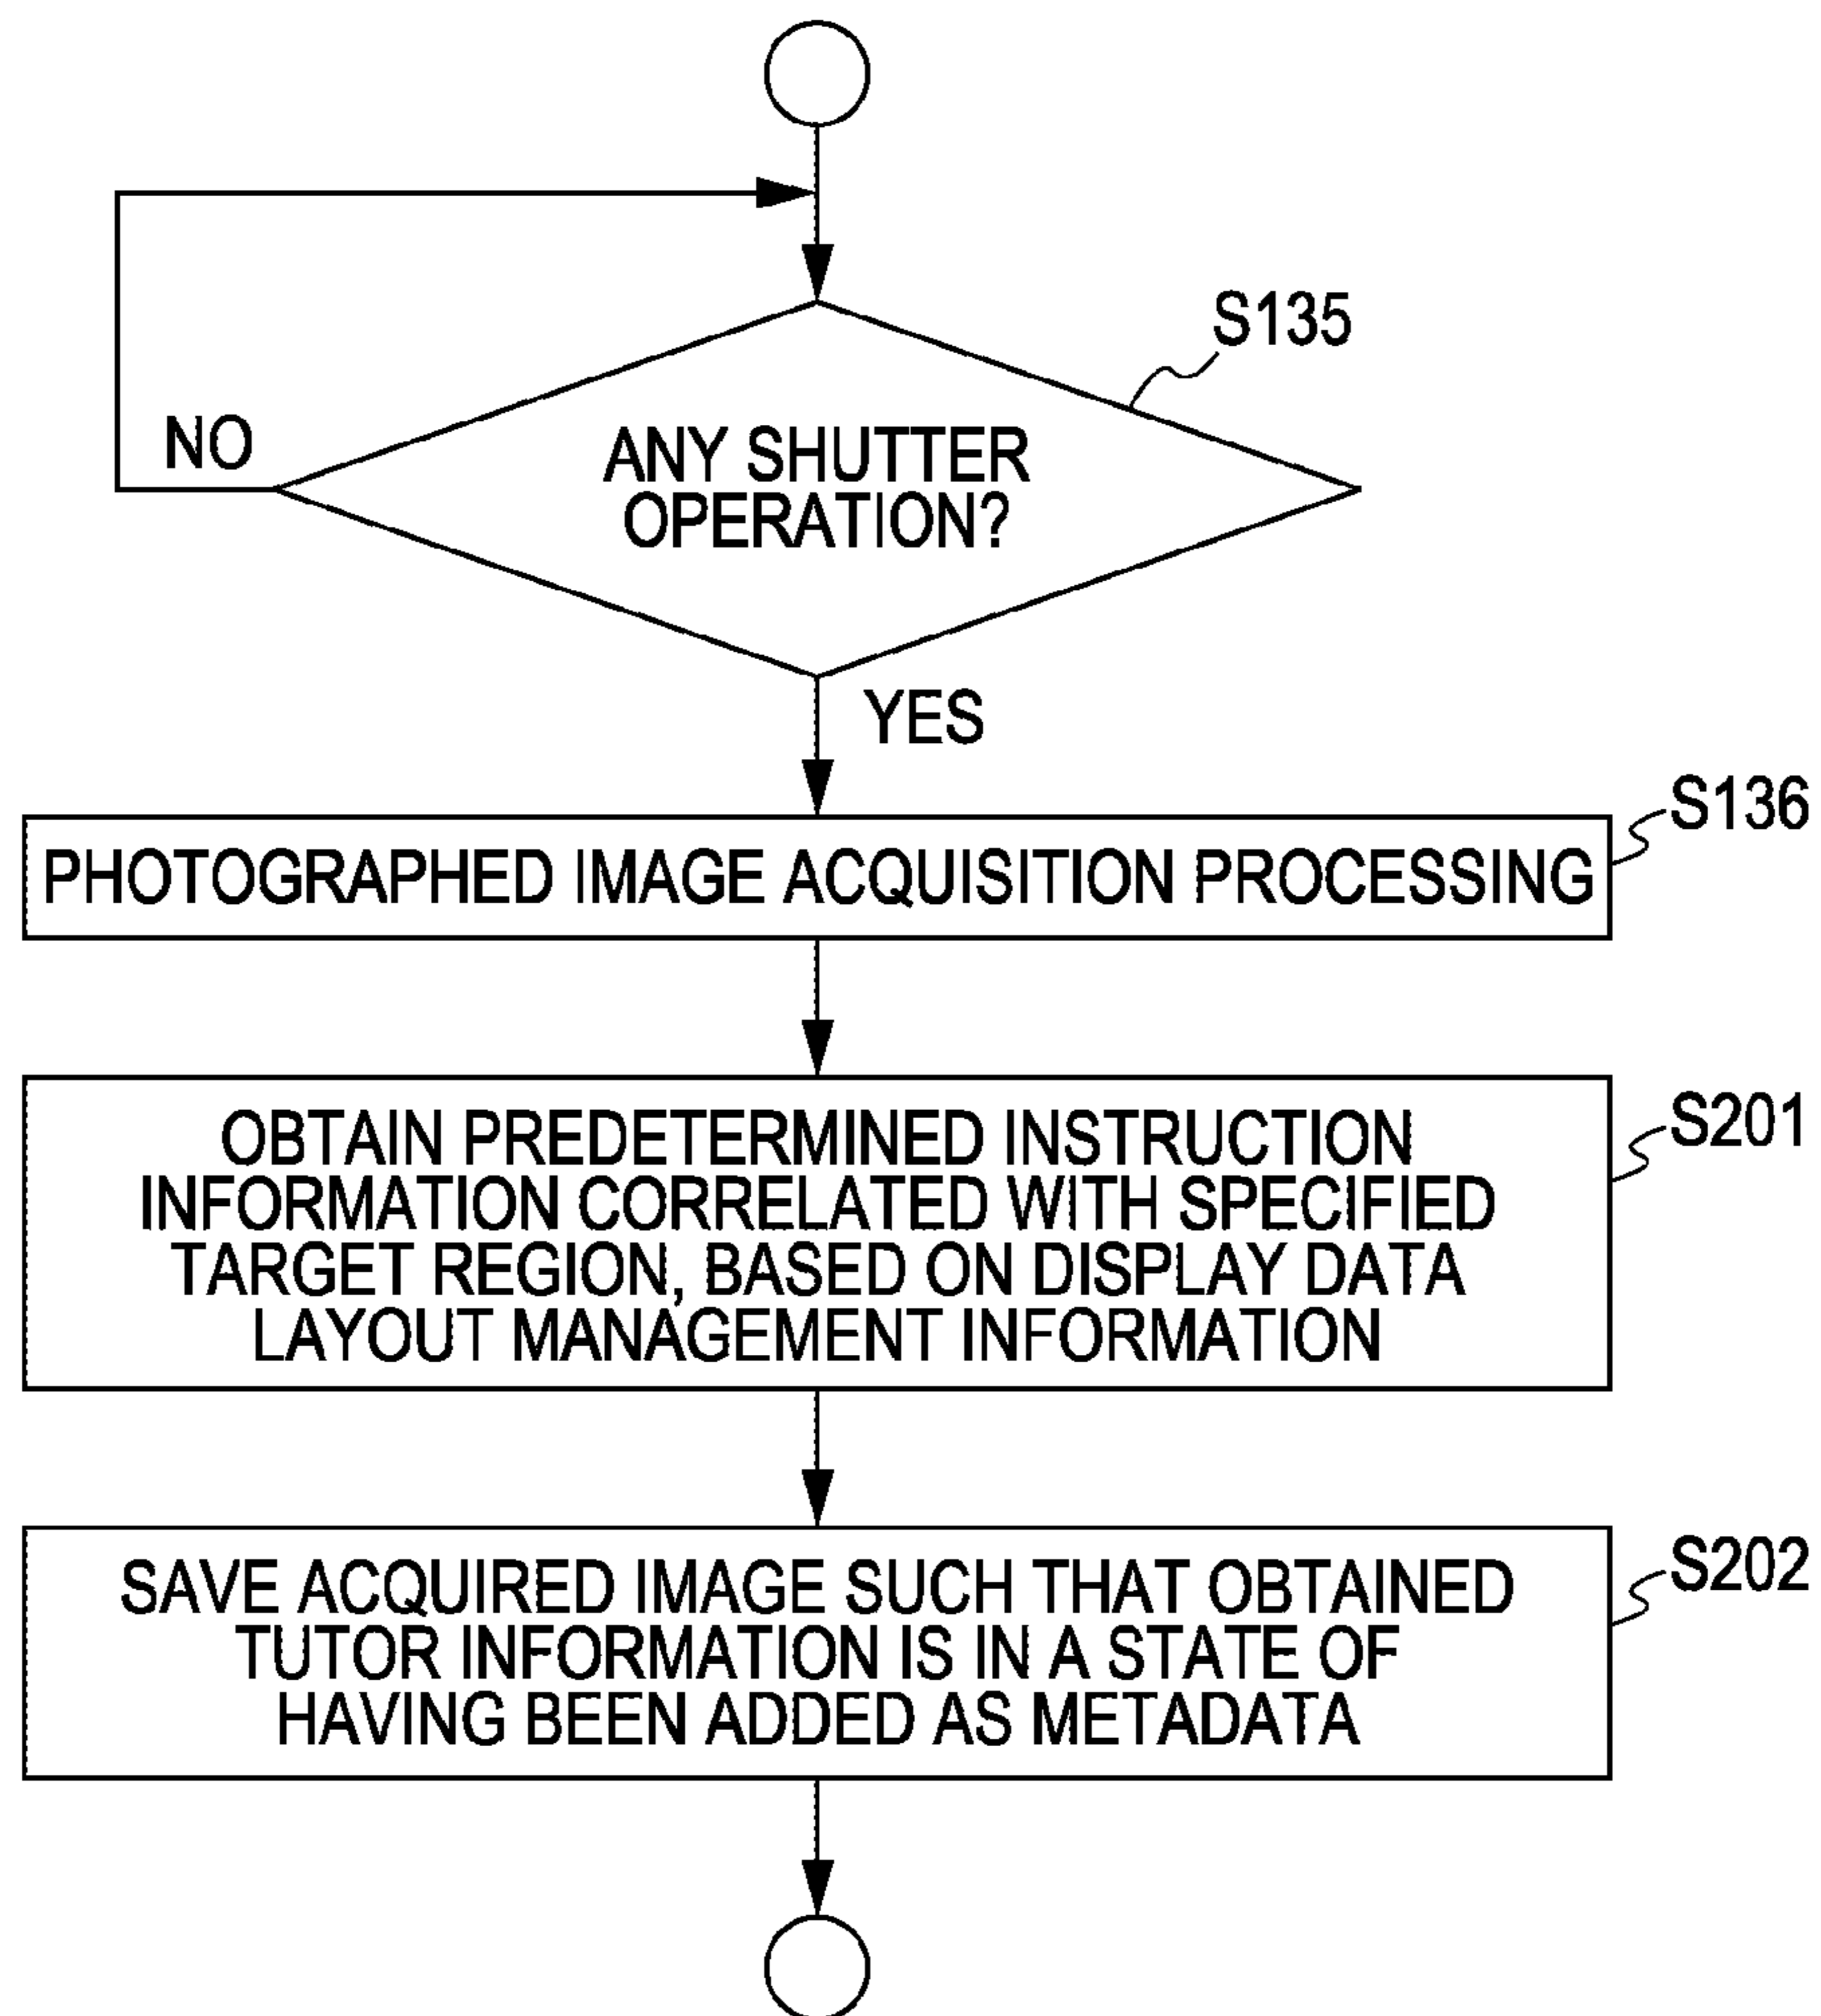 S135
ANY SHUTTER
OPERATION?
NO
YES
S136
PHOTOGRAPHED IMAGE ACQUISITION PROCESSING
S201
OBTAIN PREDETERMINED INSTRUCTION
INFORMATION CORRELATED WITH SPECIFIED
TARGET REGION, BASED ON DISPLAY DATA
LAYOUT MANAGEMENT INFORMATION
S202
SAVE ACQUIRED IMAGE SUCH THAT OBTAINED
TUTOR INFORMATION IS IN A STATE OF
HAVING BEEN ADDED AS METADATA